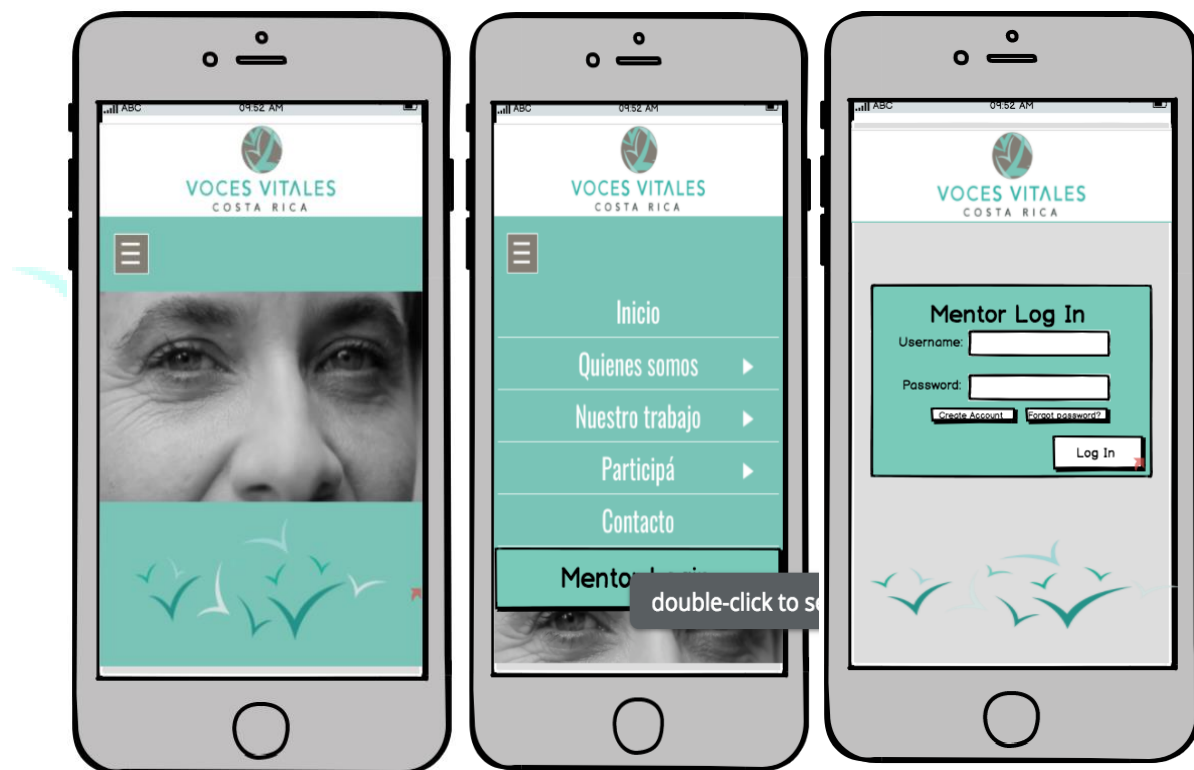 ABC 09:52 AM
VOCES VITALES
COSTA RICA
ABC 09:52 AM
VOCES VITALES
COSTA RICA
Inicio
Quienes somos
Nuestro trabajo
Participá
Contacto
Mentor
double-click to
ABC 09:52 AM
VOCES VITALES
COSTA RICA
Mentor Log In
Username:
Password:
Create Account Forgot password?
Log In